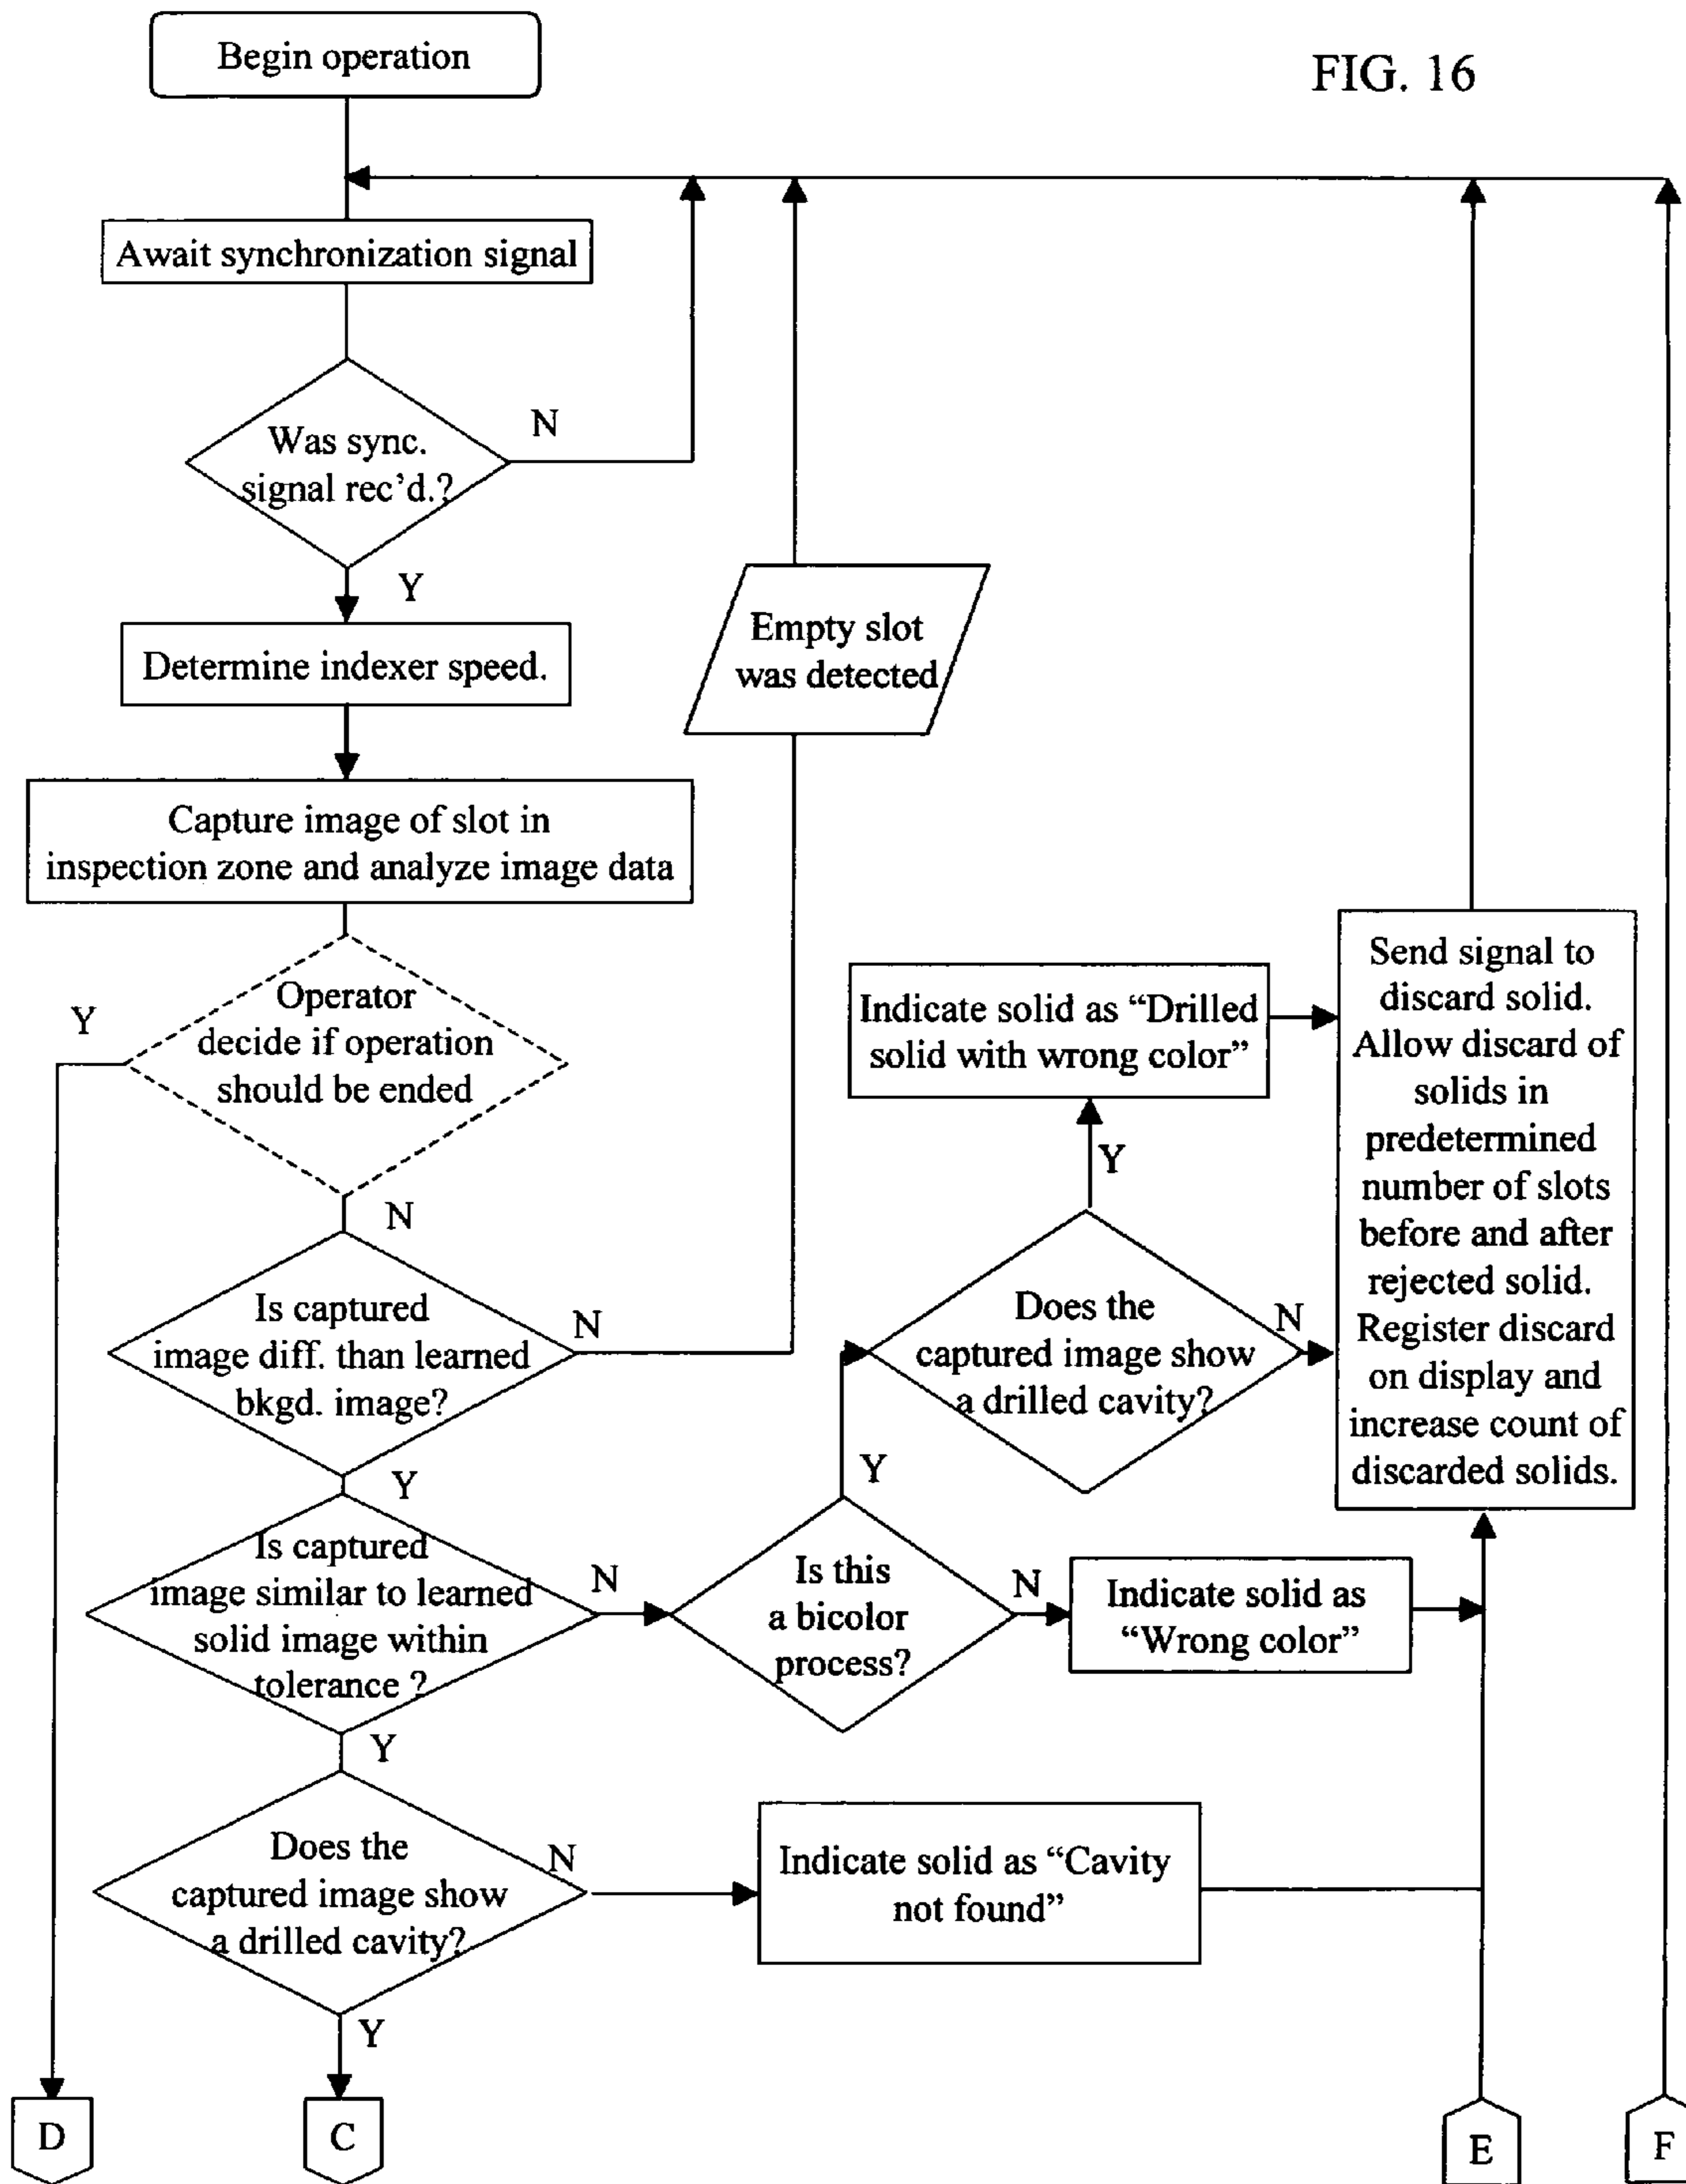 Begin operation
FIG. 16
Await synchronization signal
Was sync.
signal rec’d.?
N
Y
Determine indexer speed.
Empty slot
was detected
Capture image of slot in
inspection zone and analyze image data
Operator
decide if operation
should be ended
Y
N
Indicate solid as “Drilled
solid with wrong color”
Send signal to
discard solid.
Allow discard of
solids in
predetermined
number of slots
before and after
rejected solid.
Register discard
on display and
increase count of
discarded solids.
Y
Does the
captured image show
a drilled cavity?
N
Is captured
image diff. than learned
bkgd. image?
N
Y
Is captured
image similar to learned
solid image within
tolerance ?
N
Y
Is this
a bicolor
process?
Y
N
Indicate solid as
“Wrong color”
Does the
captured image show
a drilled cavity?
N
Y
Indicate solid as “Cavity
not found”
D
C
E
F